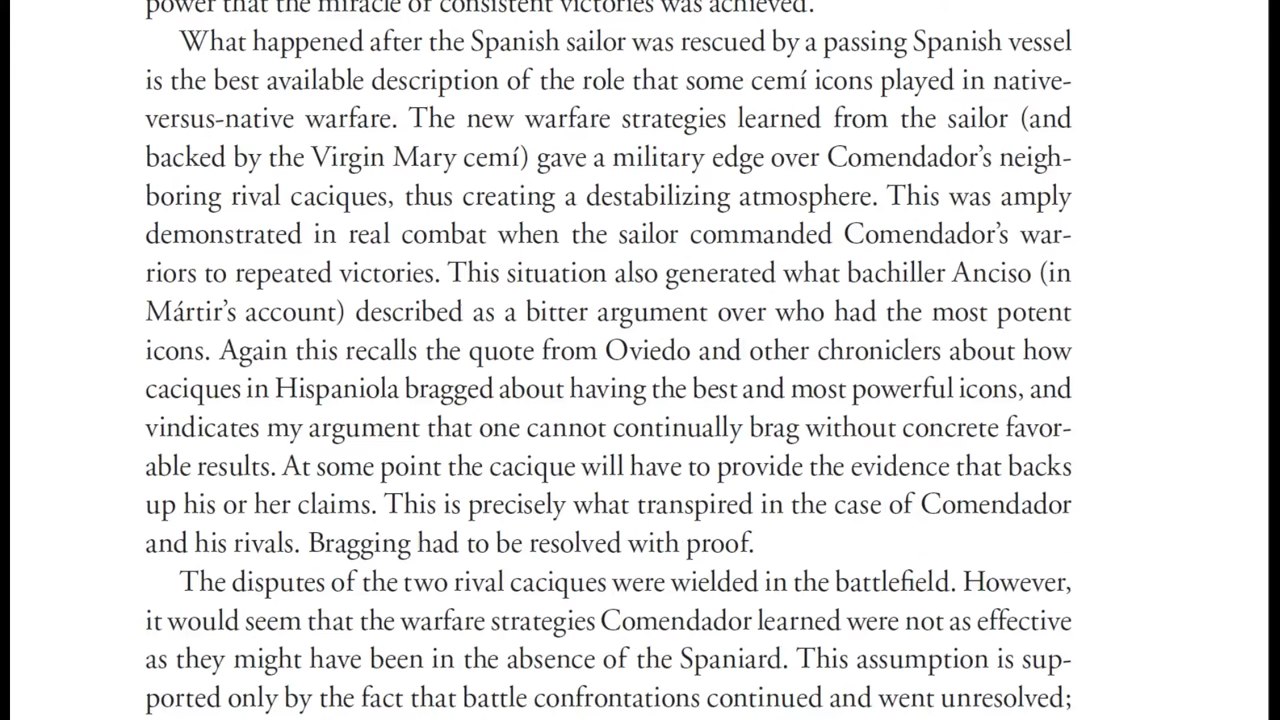 power that the miracle of consistent victories was achieved.
What happened after the Spanish sailor was rescued by a passing Spanish vessel
is the best available description of the role that some cemí icons played in native-
versus-native warfare. The new warfare strategies learned from the sailor (and
backed by the Virgin Mary cemí) gave a military edge over Comendador’s neigh-
boring rival caciques, thus creating a destabilizing atmosphere. This was amply
demonstrated in real combat when the sailor commanded Comendador’s war-
riors to repeated victories. This situation also generated what bachiller Anciso (in
Mártir’s account) described as a bitter argument over who had the most potent
icons. Again this recalls the quote from Oviedo and other chroniclers about how
caciques in Hispaniola bragged about having the best and most powerful icons, and
vindicates my argument that one cannot continually brag without concrete favor-
able results. At some point the cacique will have to provide the evidence that backs
up his or her claims. This is precisely what transpired in the case of Comendador
and his rivals. Bragging had to be resolved with proof.
The disputes of the two rival caciques were wielded in the battlefield. However,
it would seem that the warfare strategies Comendador learned were not as effective
as they might have been in the absence of the Spaniard. This assumption is sup-
ported only by the fact that battle confrontations continued and went unresolved;